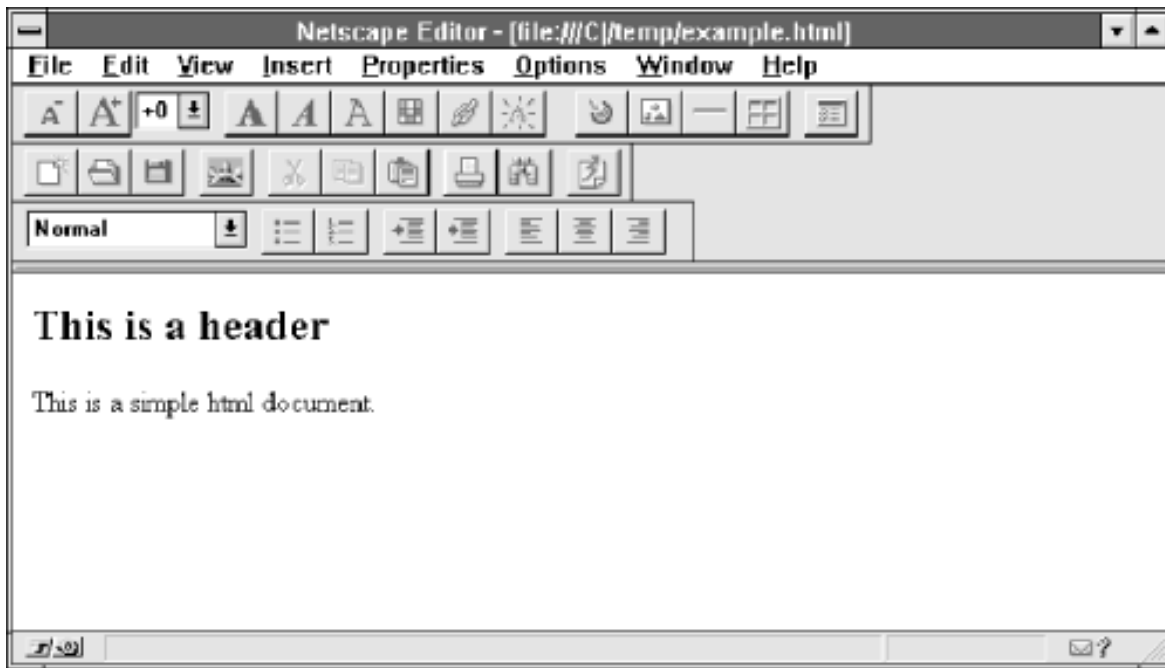 Netscape Editor - [file:///C|/temp/example.html]
File Edit View Insert Properties Options Window Help
A- A+ +0 A A A A
Normal
This is a header
This is a simple html document.